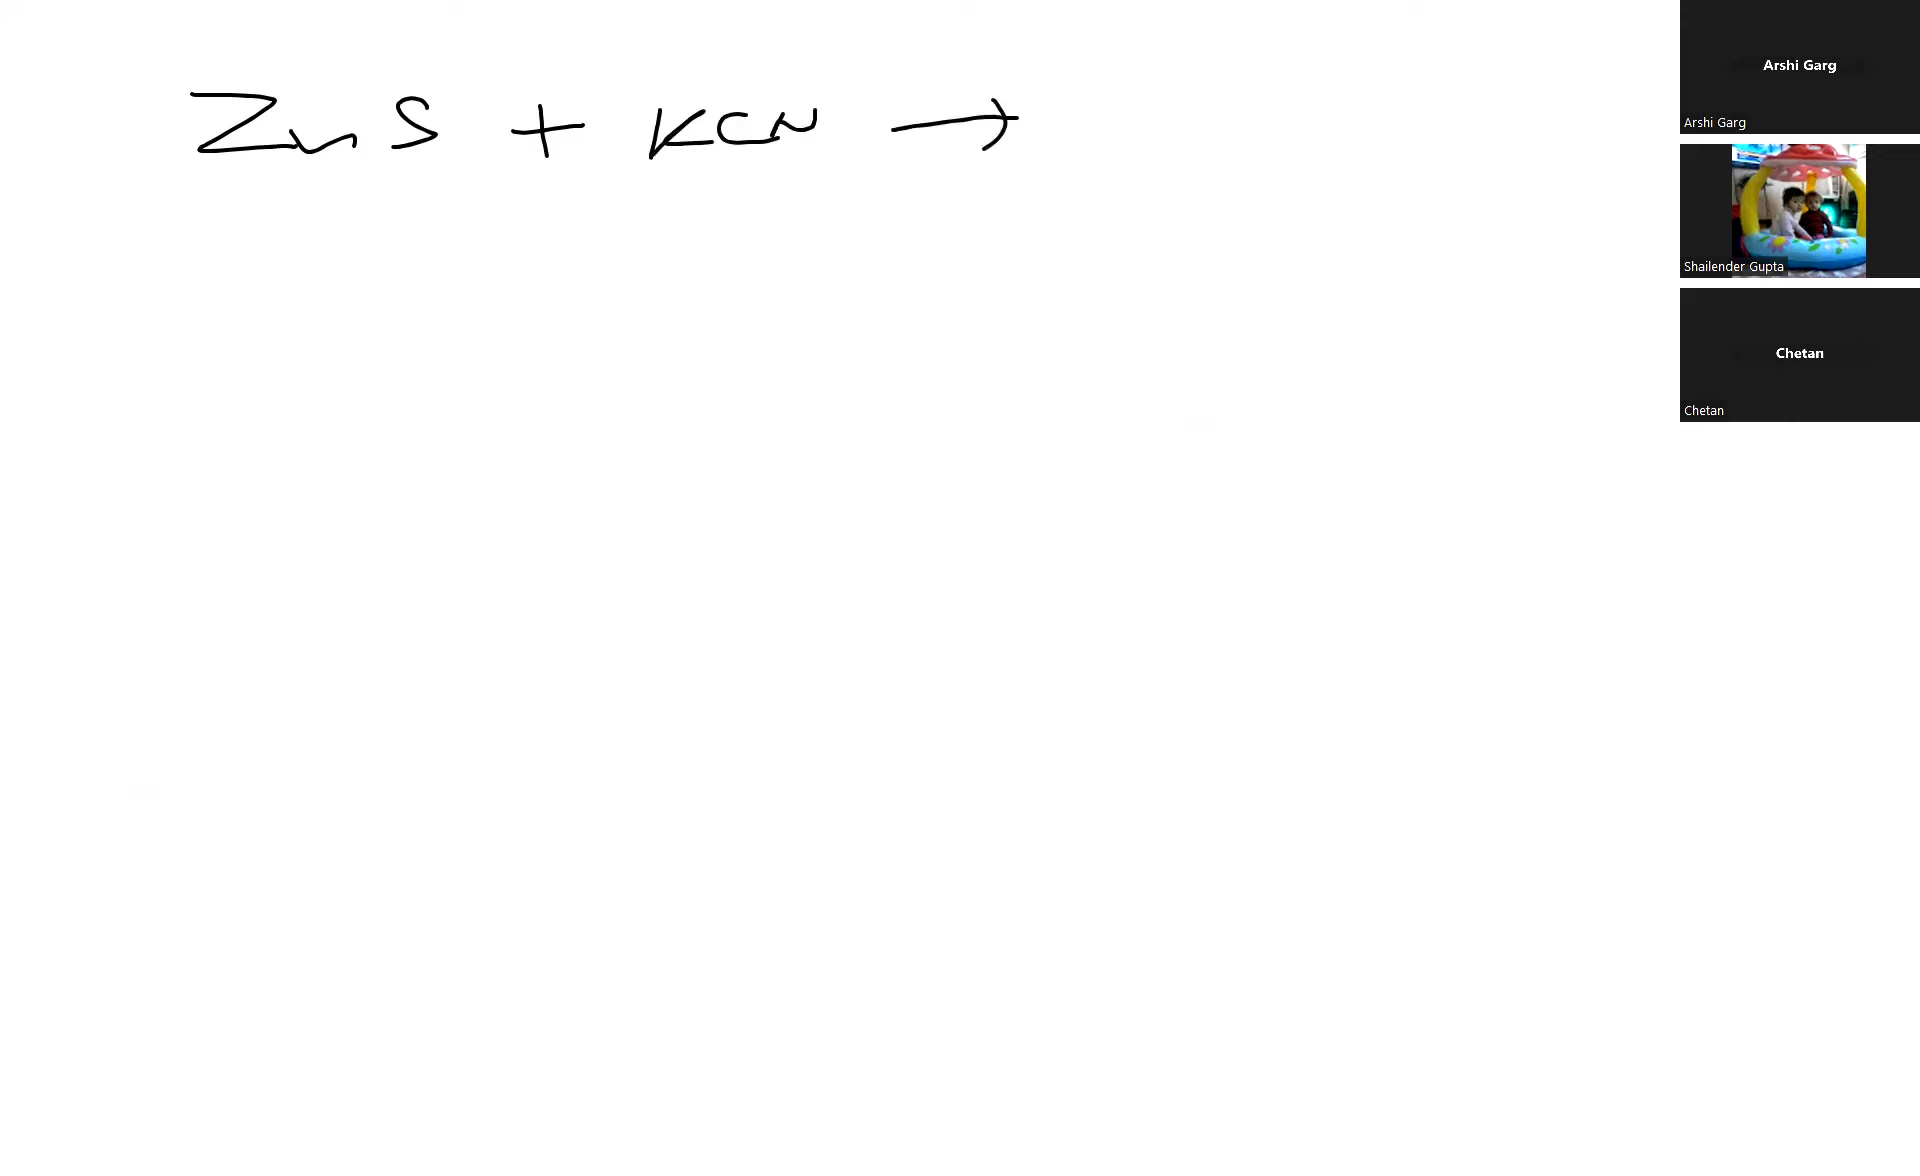 ZnS + KCN →
Arshi Garg
Arshi Garg
Shailender Gupta
Chetan
Chetan